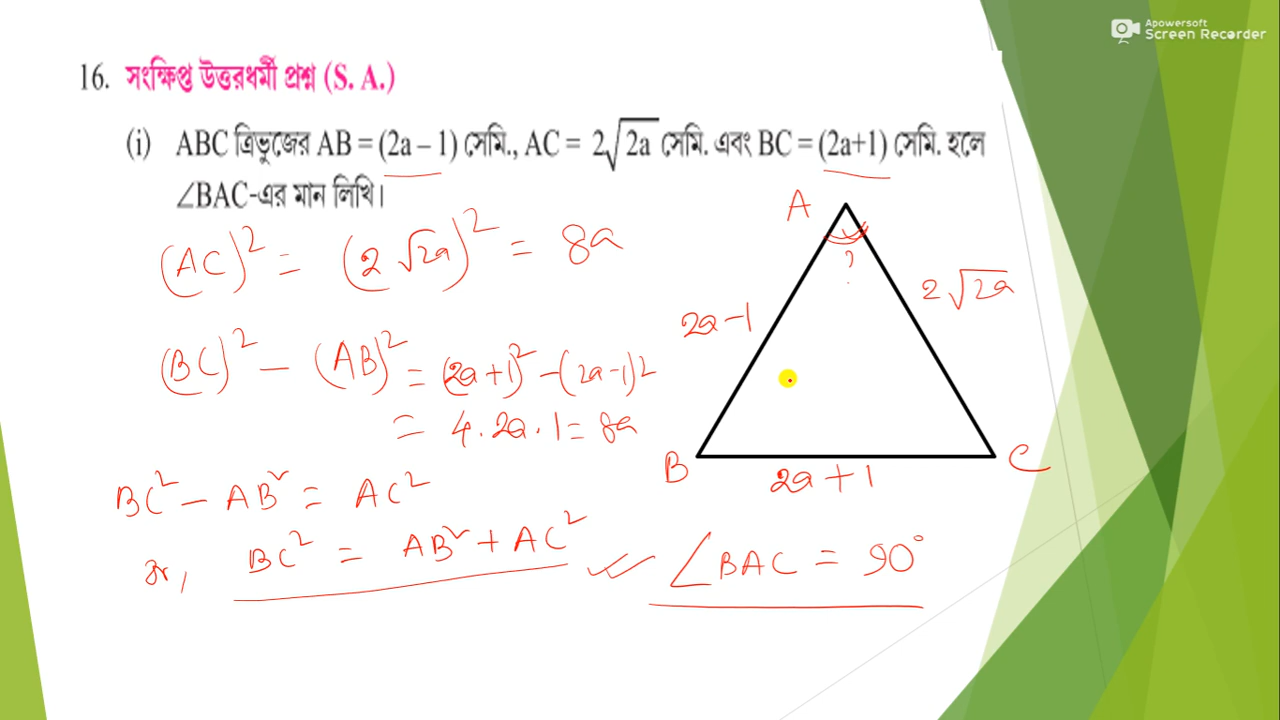 Apowersoft
Screen Recorder
16. সংক্ষিপ্ত উত্তরধর্মী প্রশ্ন (S. A.)
(i) ABC ত্রিভুজের AB = (2a – 1) সেমি., AC = 2√2a সেমি. এবং BC = (2a+1) সেমি. হলে
∠BAC-এর মান লিখি।
(AC)² = (2√2a)² = 8a
(BC)² – (AB)² = (2a+1)² – (2a-1)²
= 4.2a.1 = 8a
BC² – AB² = AC²
or, BC² = AB² + AC²
∠BAC = 90°
A
?
2a-1
2√2a
B
C
2a+1